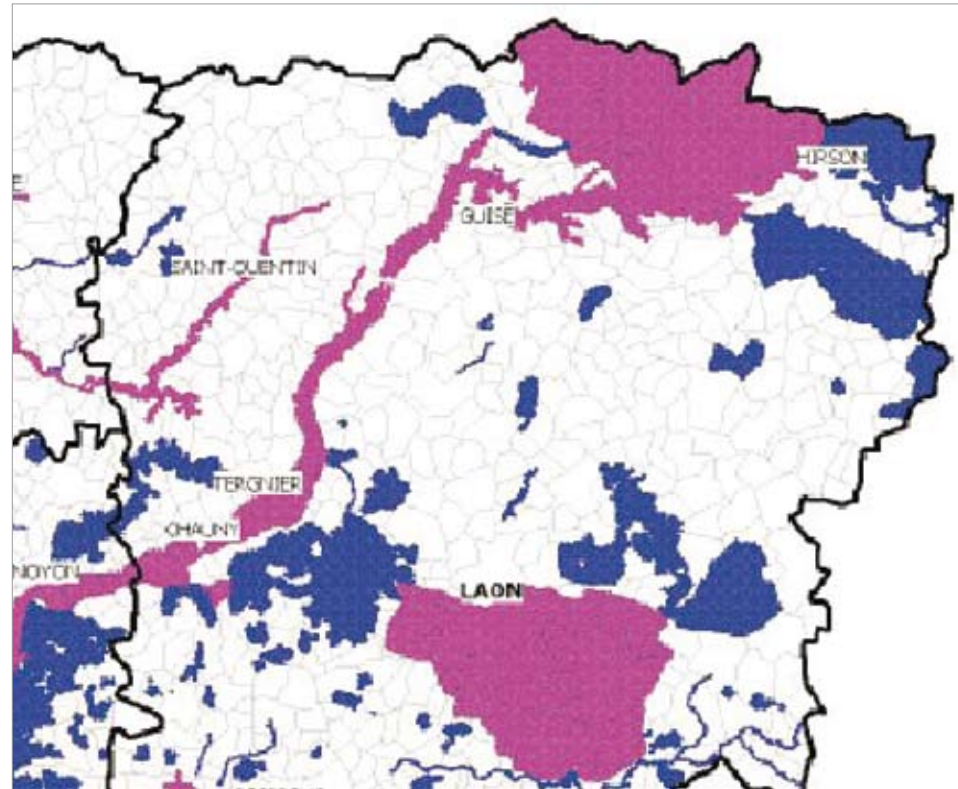 HIRSON
E
GUISE
SAINT-QUENTIN
TERGNIER
CHAUNY
NOYON
LAON